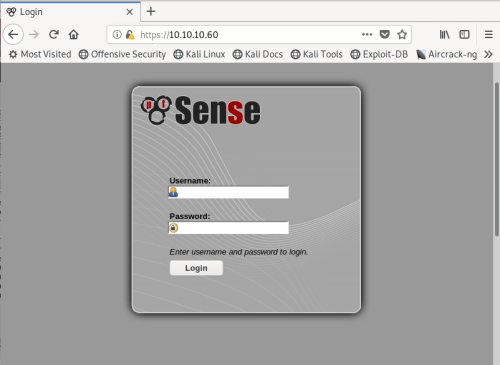 Login
https://10.10.10.60
Most Visited Offensive Security Kali Linux Kali Docs Kali Tools Exploit-DB Aircrack-ng
pf Sense
Username:
Password:
Enter username and password to login.
Login